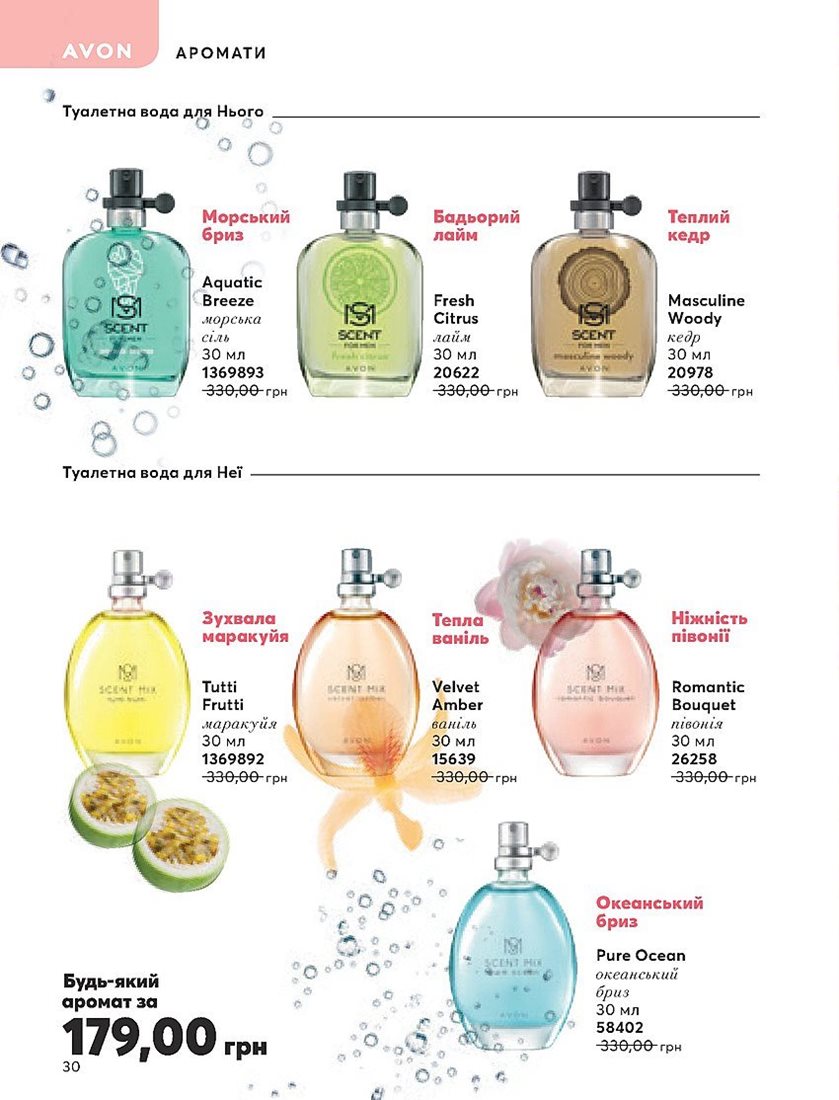 AVON
АРОМАТИ
Туалетна вода для Нього
Морський
бриз
Aquatic
Breeze
морська
сіль
30 мл
1369893
330,00 грн
SCENT
FOR MEN
AVON
Бадьорий
лайм
Fresh
Citrus
лайм
30 мл
20622
330,00 грн
SCENT
FOR MEN
fresh citrus
AVON
Теплий
кедр
Masculine
Woody
кедр
30 мл
20978
330,00 грн
SCENT
FOR MEN
masculine woody
AVON
Туалетна вода для Неї
Зухвала
маракуйя
Tutti
Frutti
маракуйя
30 мл
1369892
330,00 грн
SCENT MIX
tutti frutti
AVON
Тепла
ваніль
Velvet
Amber
ваніль
30 мл
15639
330,00 грн
SCENT MIX
velvet amber
AVON
Ніжність
півонії
Romantic
Bouquet
півонія
30 мл
26258
330,00 грн
SCENT MIX
romantic bouquet
AVON
Океанський
бриз
Pure Ocean
океанський
бриз
30 мл
58402
330,00 грн
SCENT MIX
pure ocean
AVON
Будь-який
аромат за
179,00 грн
30